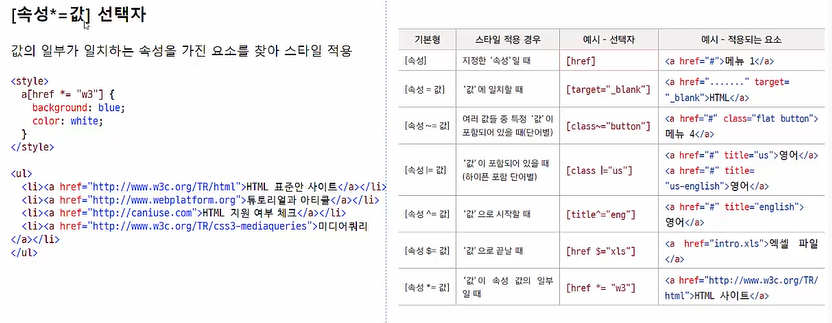 [속성*=값] 선택자
값의 일부가 일치하는 속성을 가진 요소를 찾아 스타일 적용
<style>
a[href *= "w3"] {
background: blue;
color: white;
}
</style>
<ul>
<li><a href="http://www.w3c.org/TR/html">HTML 표준안 사이트</a></li>
<li><a href="http://www.webplatform.org">튜토리얼과 아티클</a></li>
<li><a href="http://caniuse.com">HTML 지원 여부 체크</a></li>
<li><a href="http://www.w3c.org/TR/css3-mediaqueries">미디어쿼리
</a></li>
</ul>
기본형 스타일 적용 경우 예시 - 선택자 예시 - 적용되는 요소
[속성] 지정한 '속성'일 때 [href] <a href="#">메뉴 1</a>
[속성 = 값] '값'에 일치할 때 [target="_blank"] <a href="......." target=
"_blank">HTML</a>
[속성 ~= 값] 여러 값들 중 특정 '값'이
포함되어 있을 때(단어별) [class~="button"] <a href="#" class="flat button">
메뉴 4</a>
[속성 |= 값] '값'이 포함되어 있을 때
(하이픈 포함 단어별) [class |="us"] <a href="#" title="us">영어</a>
<a href="#" title=
"us-english">영어</a>
[속성 ^= 값] '값'으로 시작할 때 [title^="eng"] <a href="#" title="english">
영어</a>
[속성 $= 값] '값'으로 끝날 때 [href $="xls"] <a href="intro.xls">엑셀 파일
</a>
[속성 *= 값] '값'이 속성 값의 일부
일 때 [href *= "w3"] <a href="http://www.w3c.org/TR/
html">HTML 사이트</a>